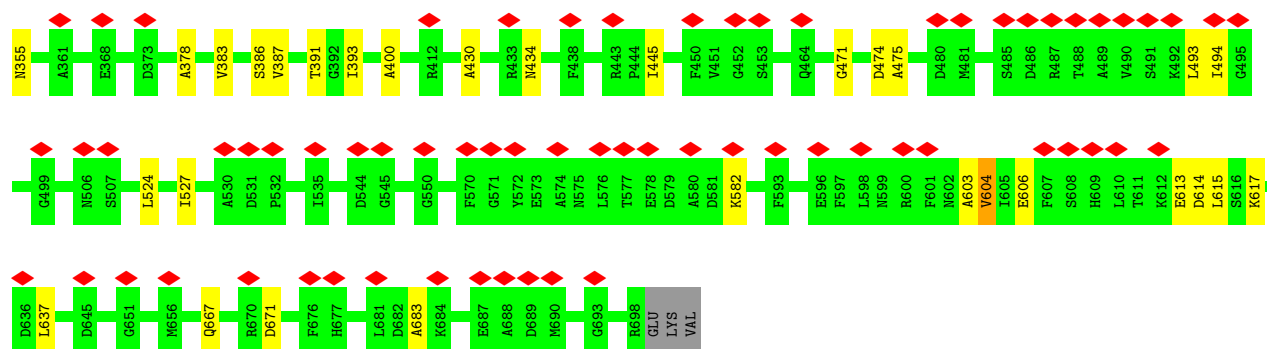 N355 A361 E368 D373 A378 V383 S386 V387 T391 G392 I393 A400 R412 A430 R433 N434 F438 R443 P444 I445 F450 V451 G452 S453 Q464 G471 D474 A475 D480 M481 S485 D486 R487 T488 A489 V490 S491 K492 L493 I494 G495
G499 N506 S507 L524 I527 A530 D531 P532 I535 D544 G545 G550 F570 G571 Y572 E573 A574 N575 L576 T577 E578 D579 A580 D581 K582 F593 E596 F597 L598 N599 R600 F601 N602 A603 V604 I605 E606 F607 S608 H609 L610 T611 K612 E613 D614 L615 S616 K617
D636 L637 D645 G651 M656 Q667 R670 D671 F676 H677 L681 D682 A683 K684 E687 A688 D689 M690 G693 R698 GLU LYS VAL